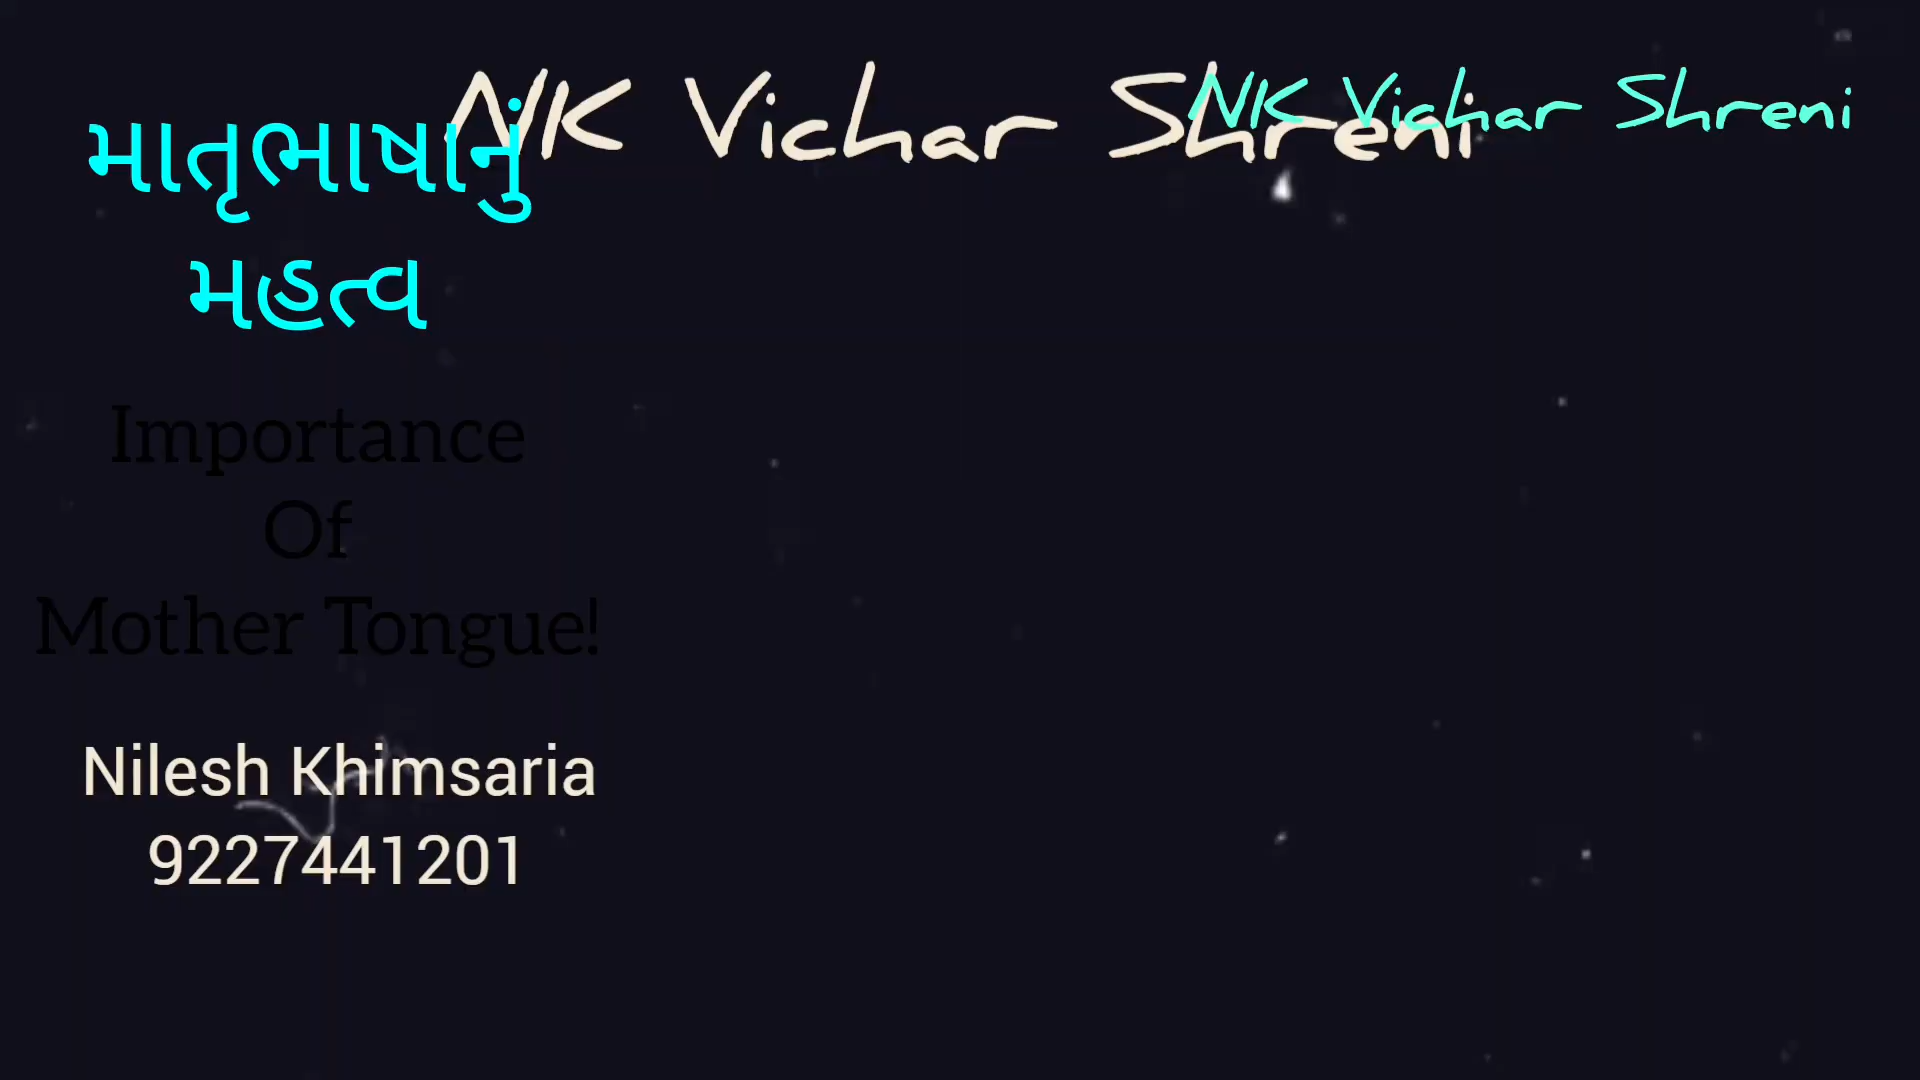 NK Vichar Shreni
NK Vichar Shreni
માતૃભાષાનું
મહત્વ
Importance
Of
Mother Tongue!
Nilesh Khimsaria
9227441201